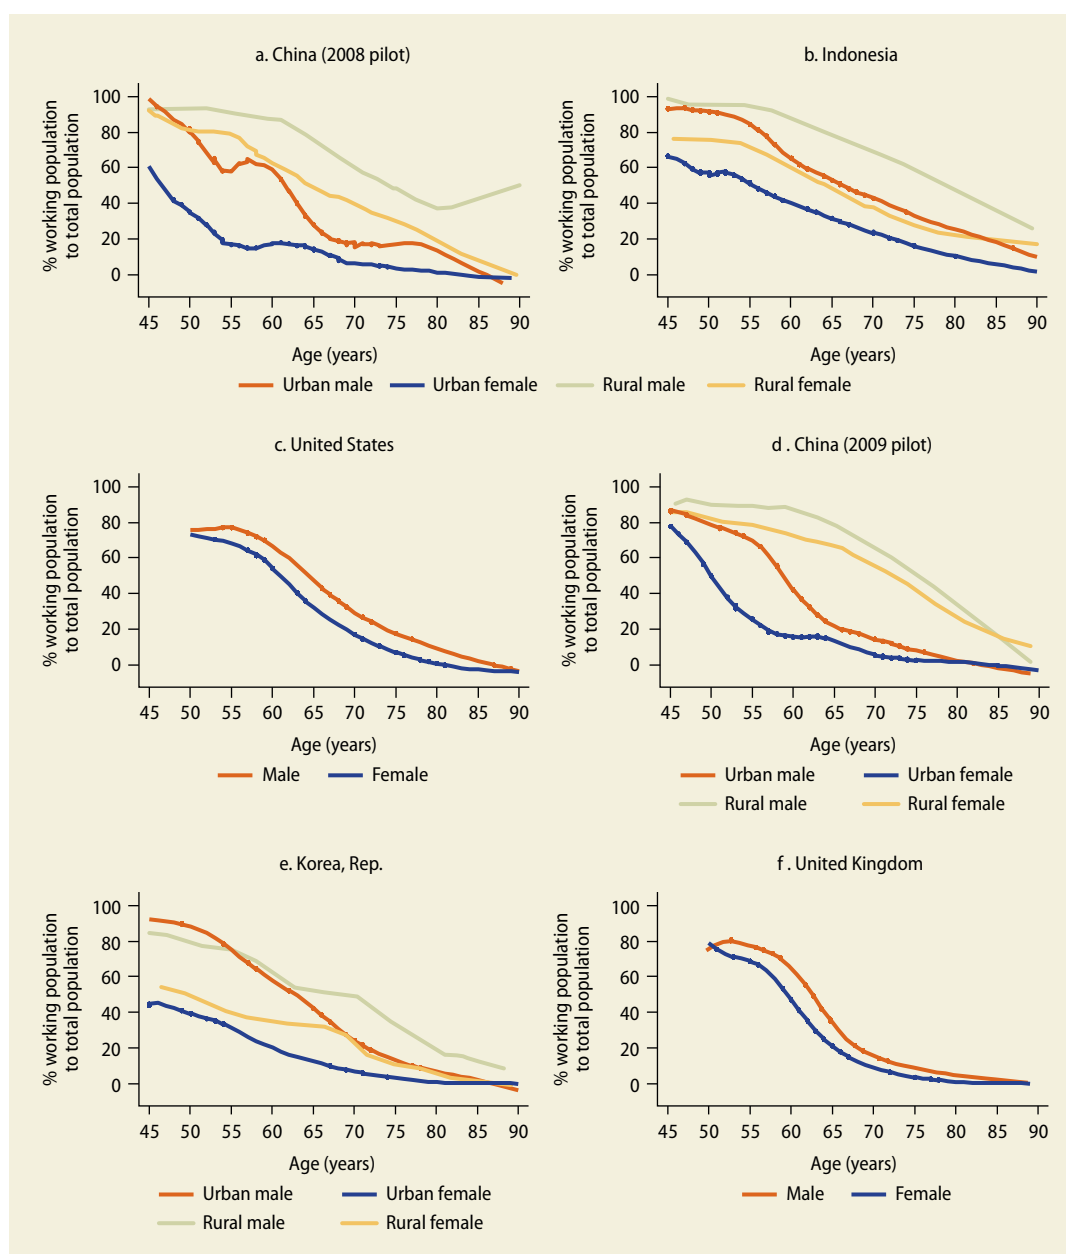 a. China (2008 pilot)
% working population
to total population
100
80
60
40
20
0
45 50 55 60 65 70 75 80 85 90
Age (years)
b. Indonesia
% working population
to total population
100
80
60
40
20
0
45 50 55 60 65 70 75 80 85 90
Age (years)
Urban male Urban female Rural male Rural female
c. United States
% working population
to total population
100
80
60
40
20
0
45 50 55 60 65 70 75 80 85 90
Age (years)
Male Female
d . China (2009 pilot)
% working population
to total population
100
80
60
40
20
0
45 50 55 60 65 70 75 80 85 90
Age (years)
Urban male Urban female
Rural male Rural female
e. Korea, Rep.
% working population
to total population
100
80
60
40
20
0
45 50 55 60 65 70 75 80 85 90
Age (years)
Urban male Urban female
Rural male Rural female
f . United Kingdom
% working population
to total population
100
80
60
40
20
0
45 50 55 60 65 70 75 80 85 90
Age (years)
Male Female